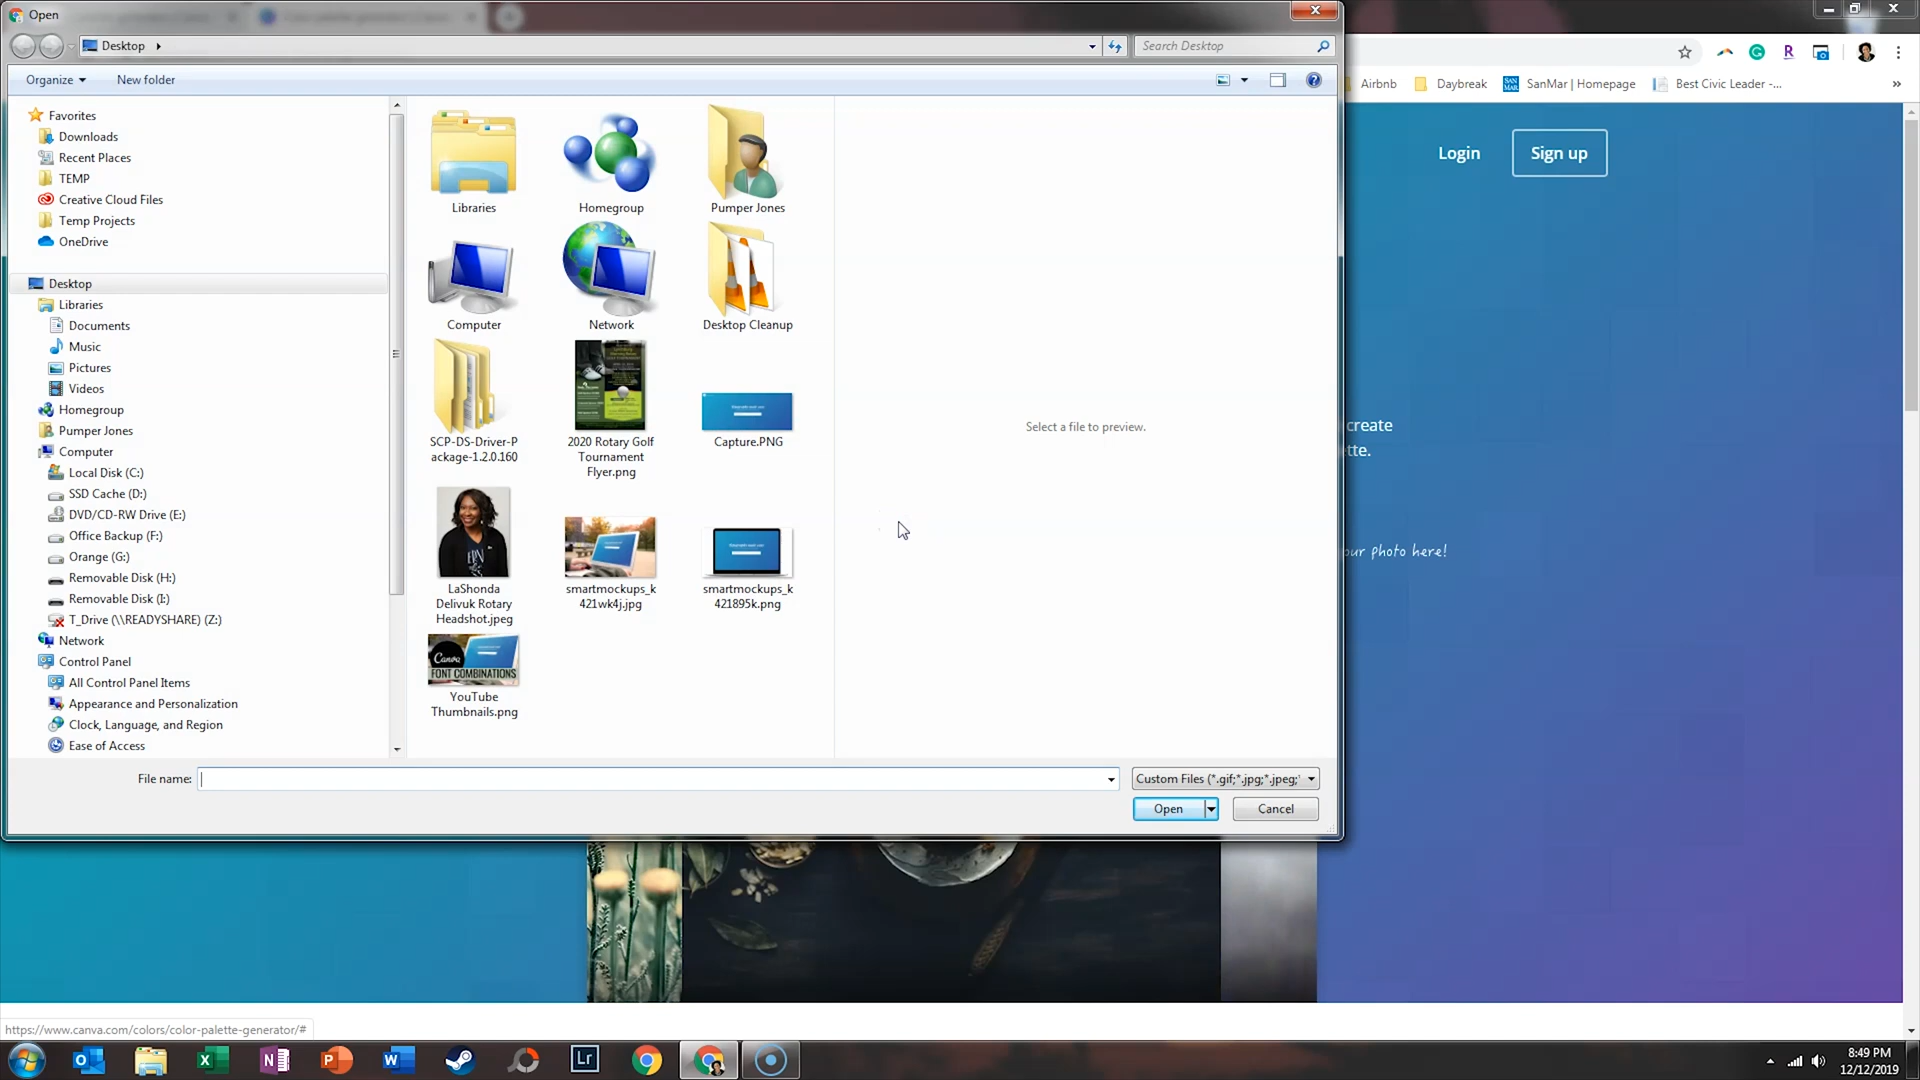 Open
Desktop
Search Desktop
Organize
New folder
Airbnb
Daybreak
SAN MAR
SanMar | Homepage
Best Civic Leader -...
»
Login
Sign up
Favorites
Downloads
Recent Places
TEMP
Creative Cloud Files
Temp Projects
OneDrive
Desktop
Libraries
Documents
Music
Pictures
Videos
Homegroup
Pumper Jones
Computer
Local Disk (C:)
SSD Cache (D:)
DVD/CD-RW Drive (E:)
Office Backup (F:)
Orange (G:)
Removable Disk (H:)
Removable Disk (I:)
T_Drive (\\READYSHARE) (Z:)
Network
Control Panel
All Control Panel Items
Appearance and Personalization
Clock, Language, and Region
Ease of Access
Libraries
Homegroup
Pumper Jones
Computer
Network
Desktop Cleanup
SCP-DS-Driver-P
ackage-1.2.0.160
2020 Rotary Golf
Tournament
Flyer.png
Capture.PNG
LaShonda
Delivuk Rotary
Headshot.jpeg
smartmockups_k
421wk4j.jpg
smartmockups_k
421895k.png
Canva
FONT COMBINATIONS
YouTube
Thumbnails.png
Select a file to preview.
create
tte.
our photo here!
File name:
Custom Files (*.gif;*.jpg;*.jpeg;*
Open
Cancel
https://www.canva.com/colors/color-palette-generator/#
Lr
8:49 PM
12/12/2019